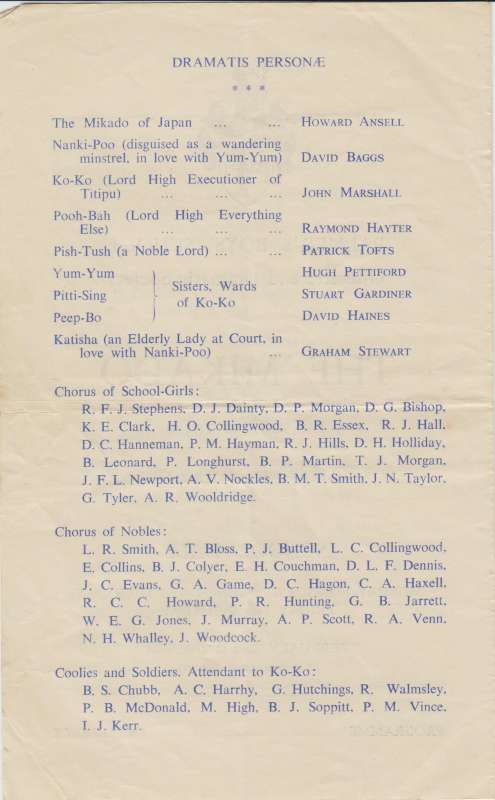 DRAMATIS PERSONÆ
* * *
The Mikado of Japan ... ... HOWARD ANSELL
Nanki-Poo (disguised as a wandering
minstrel, in love with Yum-Yum) DAVID BAGGS
Ko-Ko (Lord High Executioner of
Titipu) ... ... ... JOHN MARSHALL
Pooh-Bah (Lord High Everything
Else) ... ... ... RAYMOND HAYTER
Pish-Tush (a Noble Lord) ... ... PATRICK TOFTS
Yum-Yum HUGH PETTIFORD
Pitti-Sing } Sisters, Wards of Ko-Ko STUART GARDINER
Peep-Bo DAVID HAINES
Katisha (an Elderly Lady at Court, in
love with Nanki-Poo) ... GRAHAM STEWART
Chorus of School-Girls:
R. F. J. Stephens, D. J. Dainty, D. P. Morgan, D. G. Bishop,
K. E. Clark, H. O. Collingwood, B. R. Essex, R. J. Hall,
D. C. Hanneman, P. M. Hayman, R. J. Hills, D. H. Holliday,
B. Leonard, P. Longhurst, B. P. Martin, T. J. Morgan,
J. F. L. Newport, A. V. Nockles, B. M. T. Smith, J. N. Taylor,
G. Tyler, A. R. Wooldridge.
Chorus of Nobles:
L. R. Smith, A. T. Bloss, P. J. Buttell, L. C. Collingwood,
E. Collins, B. J. Colyer, E. H. Couchman, D. L. F. Dennis,
J. C. Evans, G. A. Game, D. C. Hagon, C. A. Haxell,
R. C. C. Howard, P. R. Hunting, G. B. Jarrett,
W. E. G. Jones, J. Murray, A. P. Scott, R. A. Venn,
N. H. Whalley, J. Woodcock.
Coolies and Soldiers, Attendant to Ko-Ko:
B. S. Chubb, A. C. Harrhy, G. Hutchings, R. Walmsley,
P. B. McDonald, M. High, B. J. Soppitt, P. M. Vince,
I. J. Kerr.